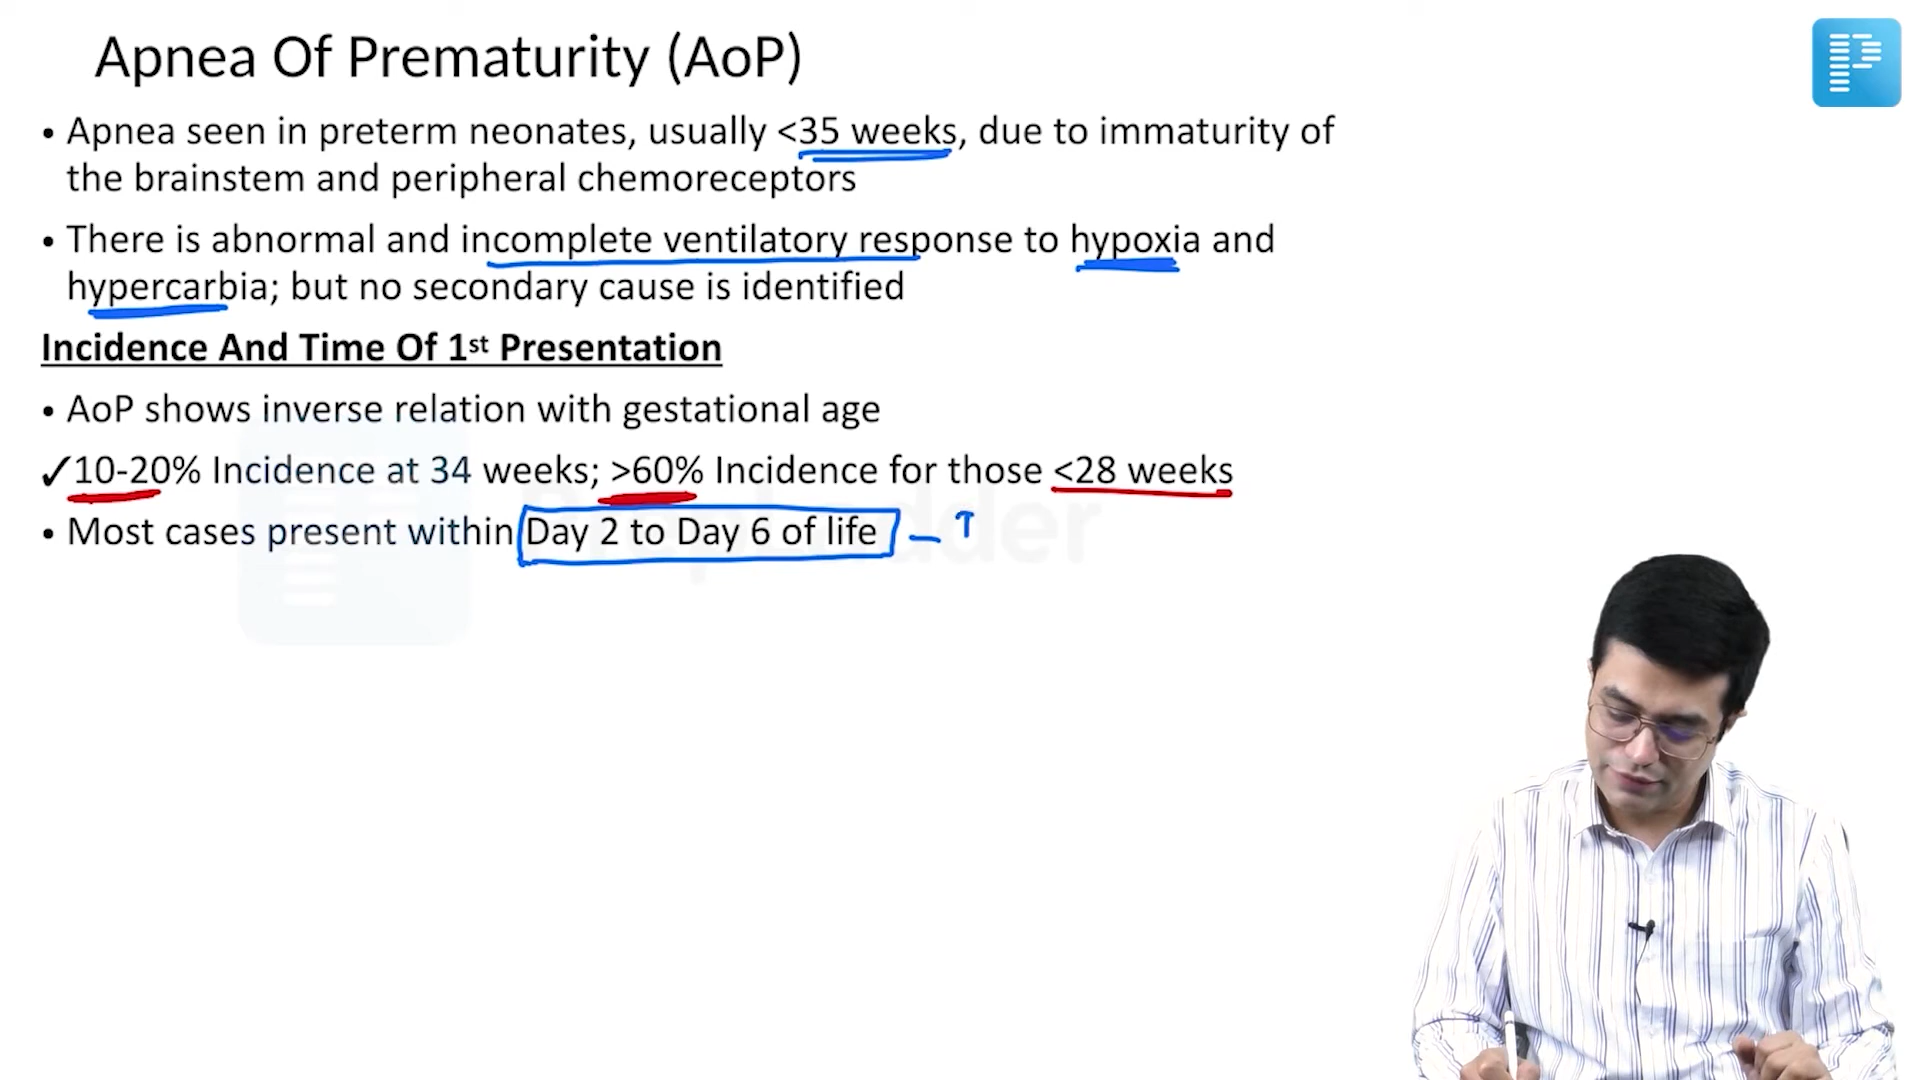 Apnea Of Prematurity (AoP)
• Apnea seen in preterm neonates, usually <35 weeks, due to immaturity of
the brainstem and peripheral chemoreceptors
• There is abnormal and incomplete ventilatory response to hypoxia and
hypercarbia; but no secondary cause is identified
Incidence And Time Of 1st Presentation
• AoP shows inverse relation with gestational age
✓10-20% Incidence at 34 weeks; >60% Incidence for those <28 weeks
• Most cases present within Day 2 to Day 6 of life